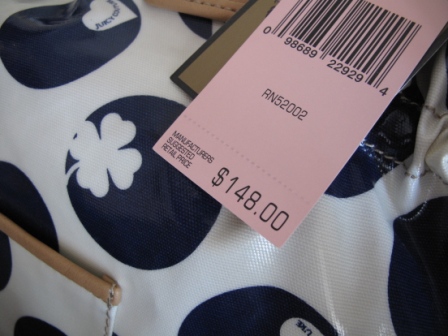 0 98689 22929 4
RN52002
MANUFACTURERS
SUGGESTED
RETAIL PRICE
$148.00